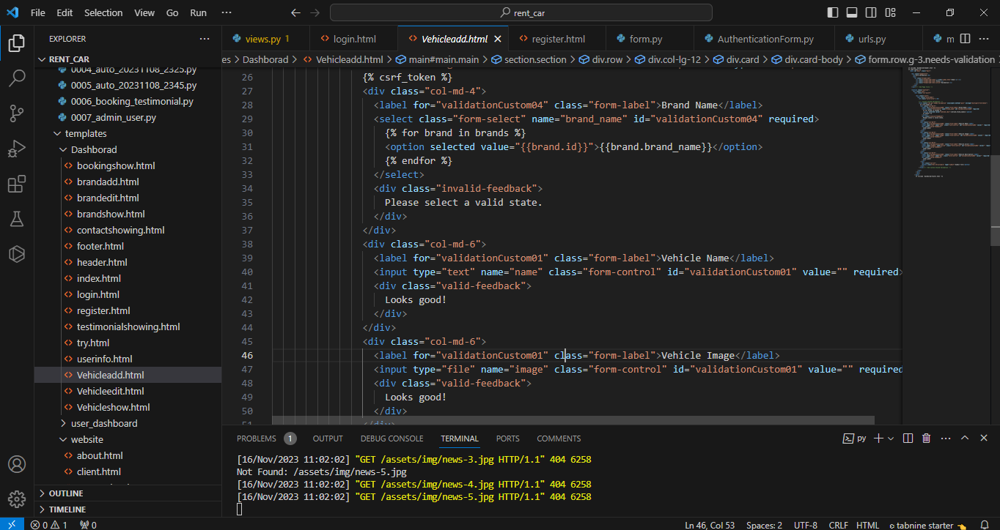 File Edit Selection View Go Run ··· rent_car
EXPLORER ···
RENT_CAR
0004_auto_20231108_2325.py
0005_auto_20231108_2345.py
0006_booking_testimonial.py
0007_admin_user.py
templates
Dashborad
bookingshow.html
brandadd.html
brandedit.html
brandshow.html
contactshowing.html
footer.html
header.html
index.html
login.html
register.html
testimonialshowing.html
try.html
userinfo.html
Vehicleadd.html
Vehicleedit.html
Vehicleshow.html
user_dashboard
website
about.html
client.html
OUTLINE
TIMELINE
views.py 1 login.html Vehicleadd.html register.html form.py AuthenticationForm.py urls.py m ···
es > Dashborad > Vehicleadd.html > main#main.main > section.section > div.row > div.col-lg-12 > div.card > div.card-body > form.row.g-3.needs-validation
26 {% csrf_token %}
27 <div class="col-md-4">
28 <label for="validationCustom04" class="form-label">Brand Name</label>
29 <select class="form-select" name="brand_name" id="validationCustom04" required>
30 {% for brand in brands %}
31 <option selected value="{{brand.id}}">{{brand.brand_name}}</option>
32 {% endfor %}
33 </select>
34 <div class="invalid-feedback">
35 Please select a valid state.
36 </div>
37 </div>
38 <div class="col-md-6">
39 <label for="validationCustom01" class="form-label">Vehicle Name</label>
40 <input type="text" name="name" class="form-control" id="validationCustom01" value="" required>
41 <div class="valid-feedback">
42 Looks good!
43 </div>
44 </div>
45 <div class="col-md-6">
46 <label for="validationCustom01" class="form-label">Vehicle Image</label>
47 <input type="file" name="image" class="form-control" id="validationCustom01" value="" required
48 <div class="valid-feedback">
49 Looks good!
50 </div>
51 </div>
PROBLEMS 1 OUTPUT DEBUG CONSOLE TERMINAL PORTS COMMENTS py ···
[16/Nov/2023 11:02:02] "GET /assets/img/news-3.jpg HTTP/1.1" 404 6258
Not Found: /assets/img/news-5.jpg
[16/Nov/2023 11:02:02] "GET /assets/img/news-4.jpg HTTP/1.1" 404 6258
[16/Nov/2023 11:02:02] "GET /assets/img/news-5.jpg HTTP/1.1" 404 6258
0 1 0 Ln 46, Col 53 Spaces: 2 UTF-8 CRLF HTML tabnine starter